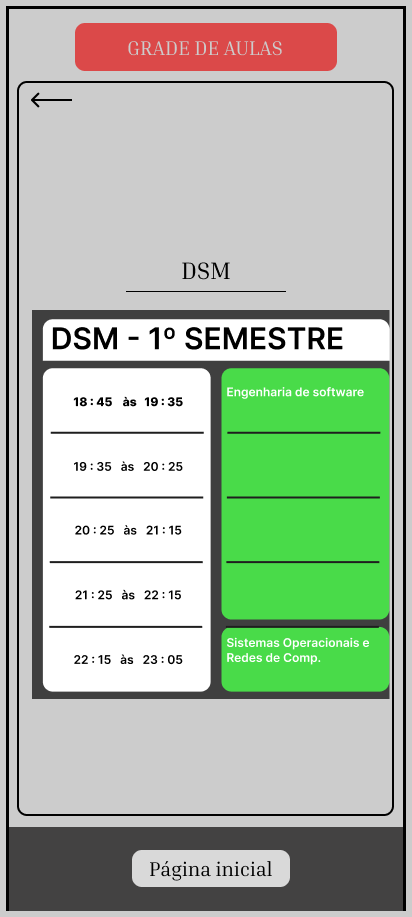 GRADE DE AULAS
DSM
DSM - 1º SEMESTRE
18:45 às 19:35
Engenharia de software
19:35 às 20:25
20:25 às 21:15
21:25 às 22:15
22:15 às 23:05
Sistemas Operacionais e
Redes de Comp.
Página inicial